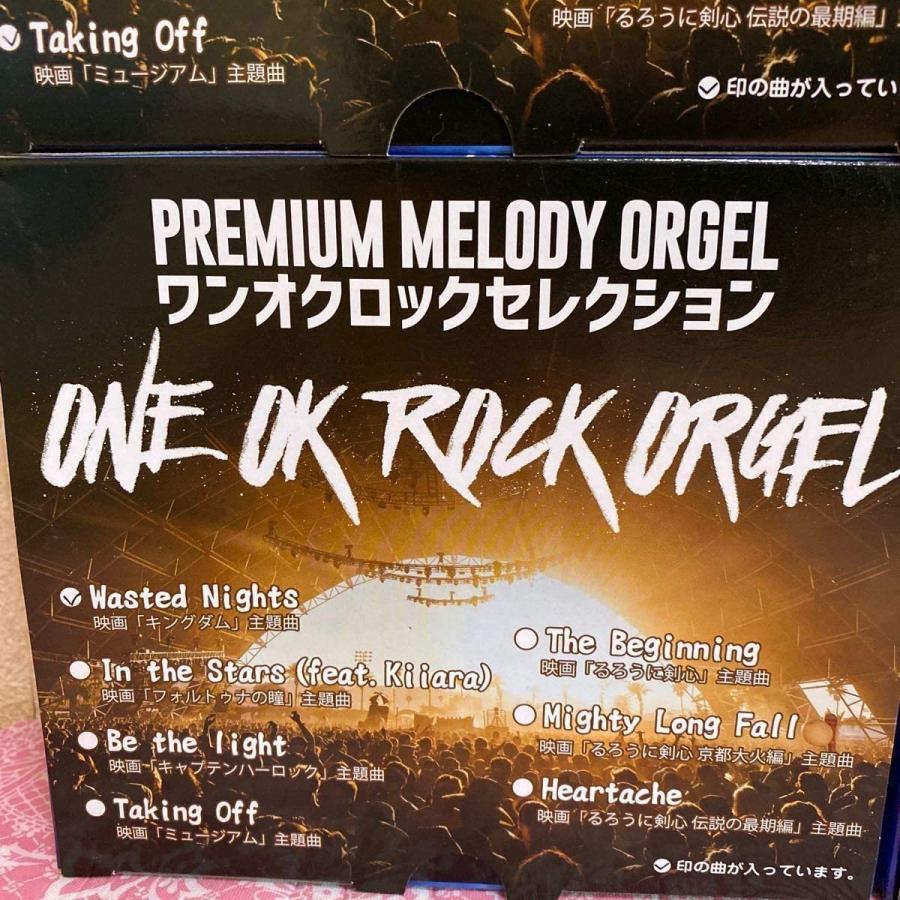 Taking Off
映画「ミュージアム」主題曲
映画「るろうに剣心 伝説の最期編」
印の曲が入ってい
PREMIUM MELODY ORGEL
ワンオクロックセレクション
ONE OK ROCK ORGEL
Wasted Nights
映画「キングダム」主題曲
In the Stars (feat. Kiiara)
映画「フォルトゥナの瞳」主題曲
Be the light
映画「キャプテンハーロック」主題曲
Taking Off
映画「ミュージアム」主題曲
The Beginning
映画「るろうに剣心」主題曲
Mighty Long Fall
映画「るろうに剣心 京都大火編」主題曲
Heartache
映画「るろうに剣心 伝説の最期編」主題曲
印の曲が入っています。